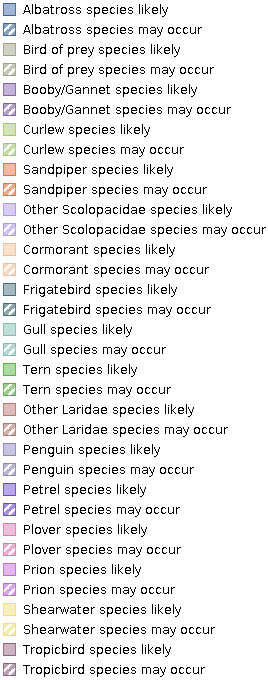 Albatross species likely
Albatross species may occur
Bird of prey species likely
Bird of prey species may occur
Booby/Gannet species likely
Booby/Gannet species may occur
Curlew species likely
Curlew species may occur
Sandpiper species likely
Sandpiper species may occur
Other Scolopacidae species likely
Other Scolopacidae species may occur
Cormorant species likely
Cormorant species may occur
Frigatebird species likely
Frigatebird species may occur
Gull species likely
Gull species may occur
Tern species likely
Tern species may occur
Other Laridae species likely
Other Laridae species may occur
Penguin species likely
Penguin species may occur
Petrel species likely
Petrel species may occur
Plover species likely
Plover species may occur
Prion species likely
Prion species may occur
Shearwater species likely
Shearwater species may occur
Tropicbird species likely
Tropicbird species may occur